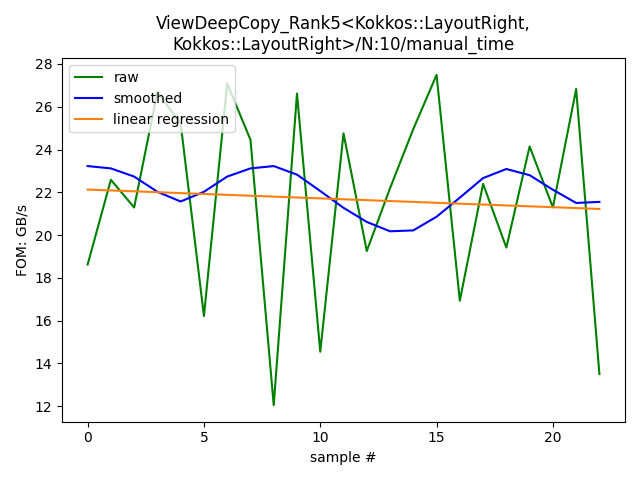 ViewDeepCopy_Rank5<Kokkos::LayoutRight,
Kokkos::LayoutRight>/N:10/manual_time
28
26
24
22
20
18
16
14
12
FOM: GB/s
raw
smoothed
linear regression
0
5
10
15
20
sample #